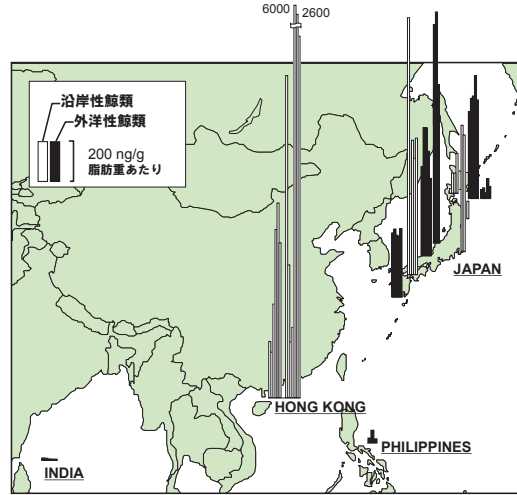 6000 2600
沿岸性鯨類
外洋性鯨類
200 ng/g
脂肪重あたり
JAPAN
HONG KONG
PHILIPPINES
INDIA